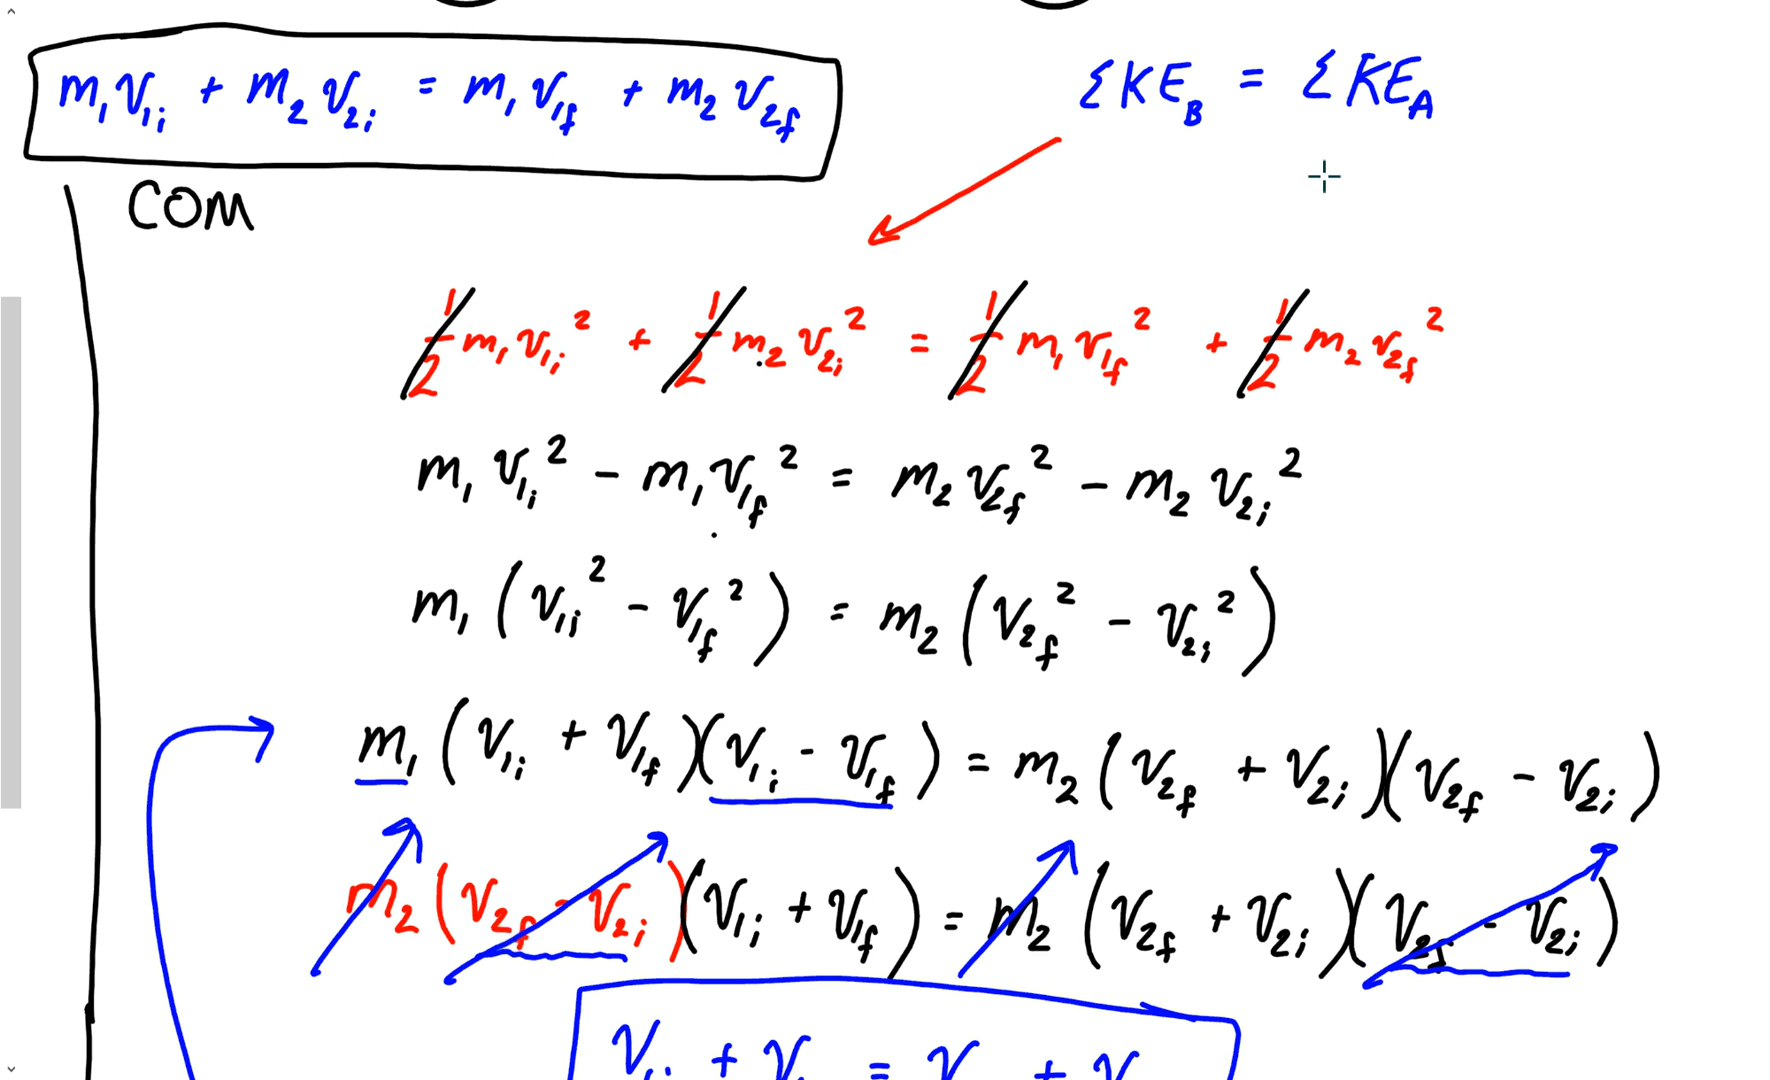 m₁v₁ᵢ + m₂v₂ᵢ = m₁v₁f + m₂v₂f
ΣKE_B = ΣKE_A
COM
½m₁v₁ᵢ² + ½m₂v₂ᵢ² = ½m₁v₁f² + ½m₂v₂f²
m₁v₁ᵢ² - m₁v₁f² = m₂v₂f² - m₂v₂ᵢ²
m₁(v₁ᵢ² - v₁f²) = m₂(v₂f² - v₂ᵢ²)
m₁(v₁ᵢ + v₁f)(v₁ᵢ - v₁f) = m₂(v₂f + v₂ᵢ)(v₂f - v₂ᵢ)
m₂(v₂f - v₂ᵢ)(v₁ᵢ + v₁f) = m₂(v₂f + v₂ᵢ)(v₂f - v₂ᵢ)